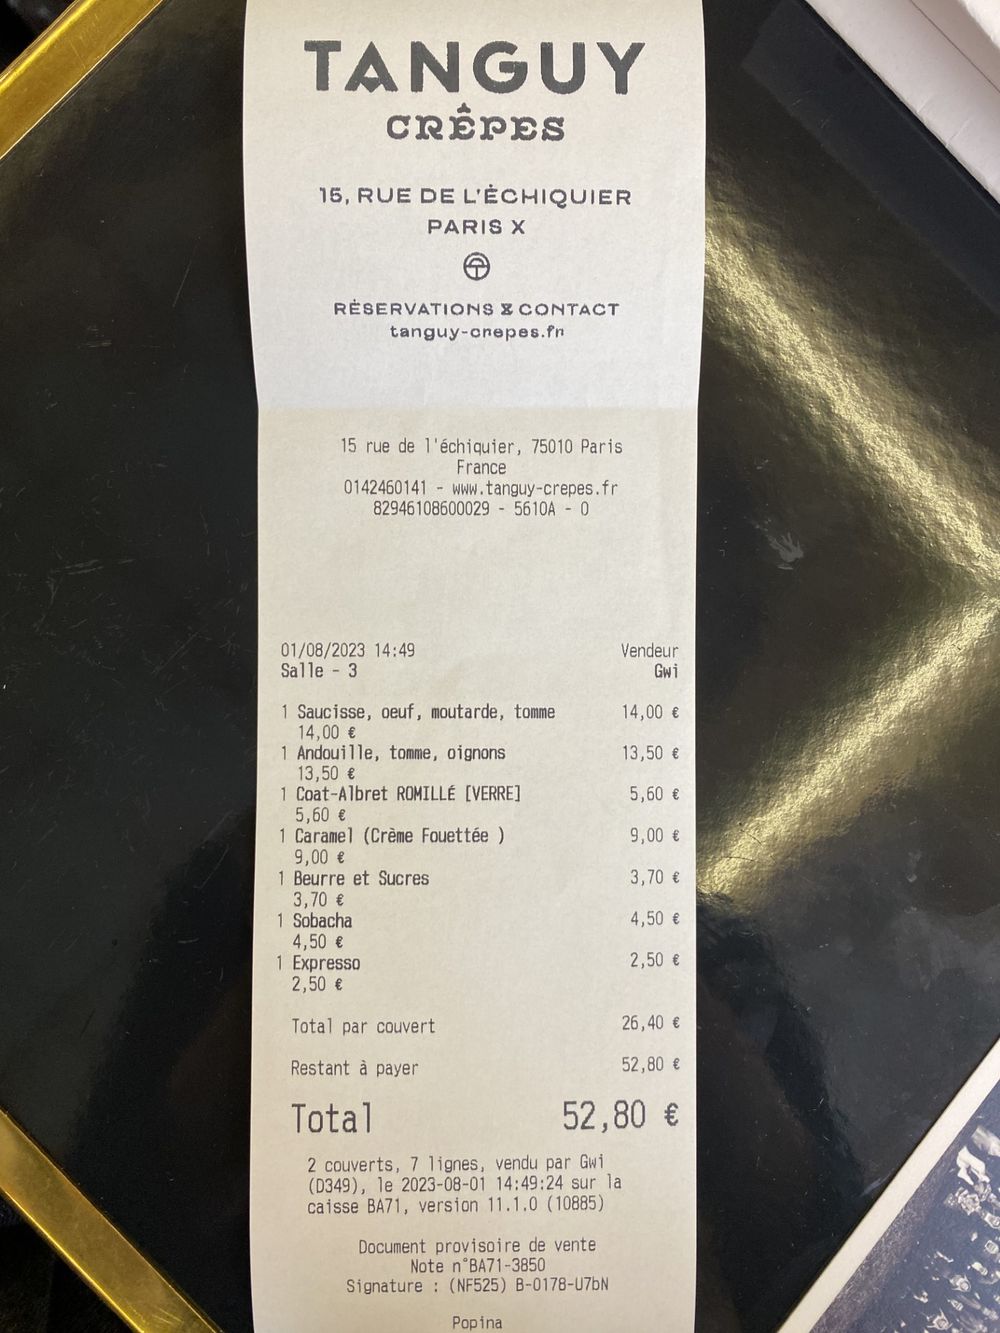 TANGUY
CRÊPES
15, RUE DE L'ÉCHIQUIER
PARIS X
RÉSERVATIONS & CONTACT
tanguy-crepes.fr
15 rue de l'échiquier, 75010 Paris
France
0142460141 - www.tanguy-crepes.fr
82946108600029 - 5610A - 0
01/08/2023 14:49 Vendeur
Salle - 3 Gwi
1 Saucisse, oeuf, moutarde, tomme 14,00 €
14,00 €
1 Andouille, tomme, oignons 13,50 €
13,50 €
1 Coat-Albret ROMILLÉ [VERRE] 5,60 €
5,60 €
1 Caramel (Crème Fouettée ) 9,00 €
9,00 €
1 Beurre et Sucres 3,70 €
3,70 €
1 Sobacha 4,50 €
4,50 €
1 Expresso 2,50 €
2,50 €
Total par couvert 26,40 €
Restant à payer 52,80 €
Total 52,80 €
2 couverts, 7 lignes, vendu par Gwi
(D349), le 2023-08-01 14:49:24 sur la
caisse BA71, version 11.1.0 (10885)
Document provisoire de vente
Note n°BA71-3850
Signature : (NF525) B-0178-U7bN
Popina